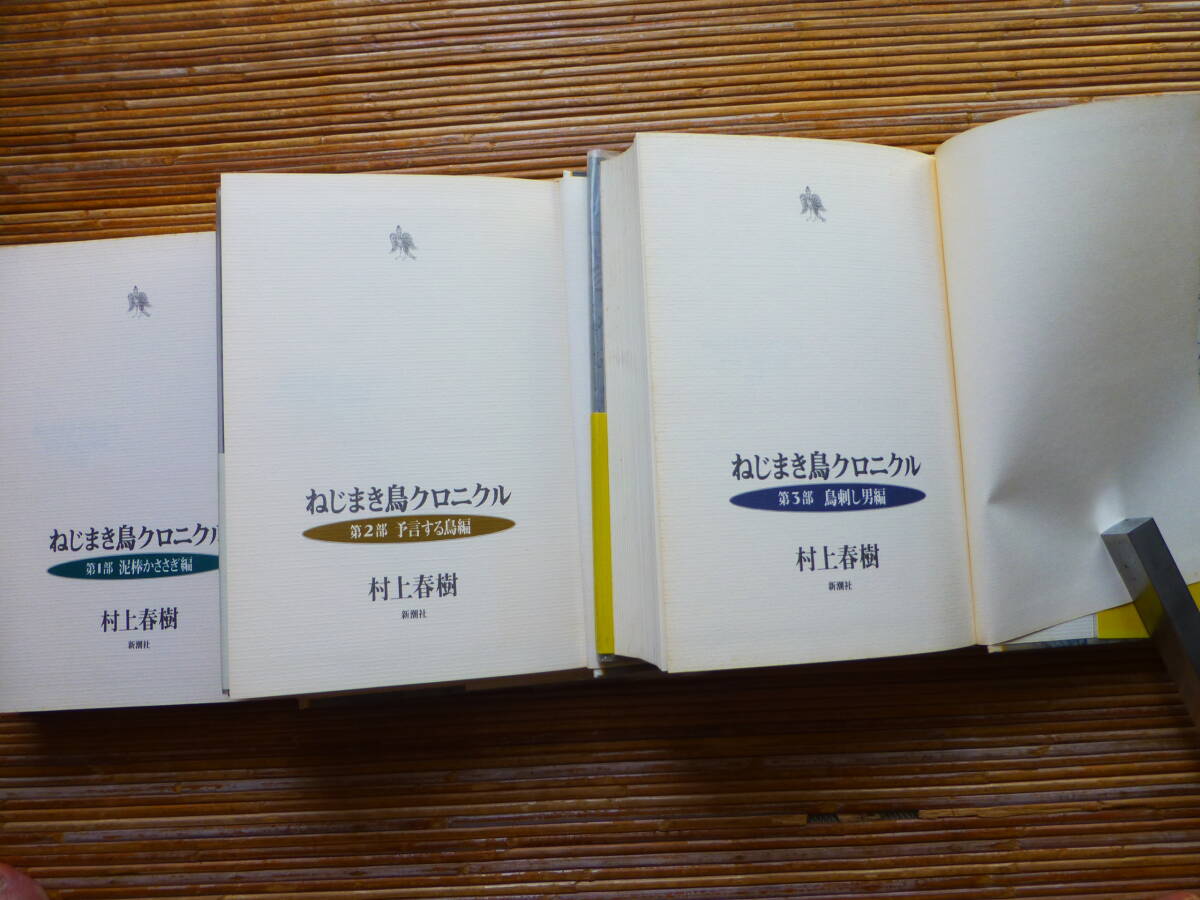 ねじまき鳥クロニクル
第1部 泥棒かささぎ編
村上春樹
新潮社
ねじまき鳥クロニクル
第2部 予言する鳥編
村上春樹
新潮社
ねじまき鳥クロニクル
第3部 鳥刺し男編
村上春樹
新潮社